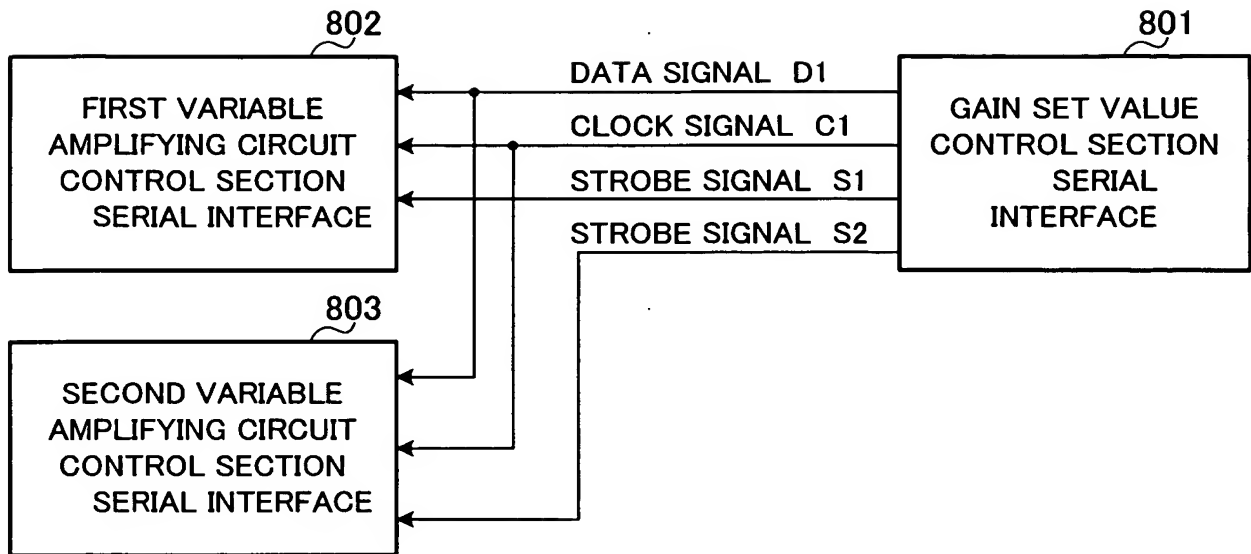 802
FIRST VARIABLE
AMPLIFYING CIRCUIT
CONTROL SECTION
SERIAL INTERFACE
DATA SIGNAL D1
CLOCK SIGNAL C1
STROBE SIGNAL S1
STROBE SIGNAL S2
801
GAIN SET VALUE
CONTROL SECTION
SERIAL
INTERFACE
803
SECOND VARIABLE
AMPLIFYING CIRCUIT
CONTROL SECTION
SERIAL INTERFACE